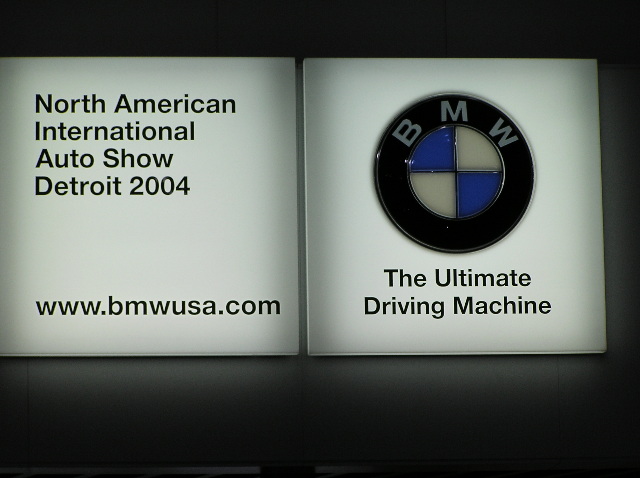 North American
International
Auto Show
Detroit 2004
www.bmwusa.com
BMW
The Ultimate
Driving Machine